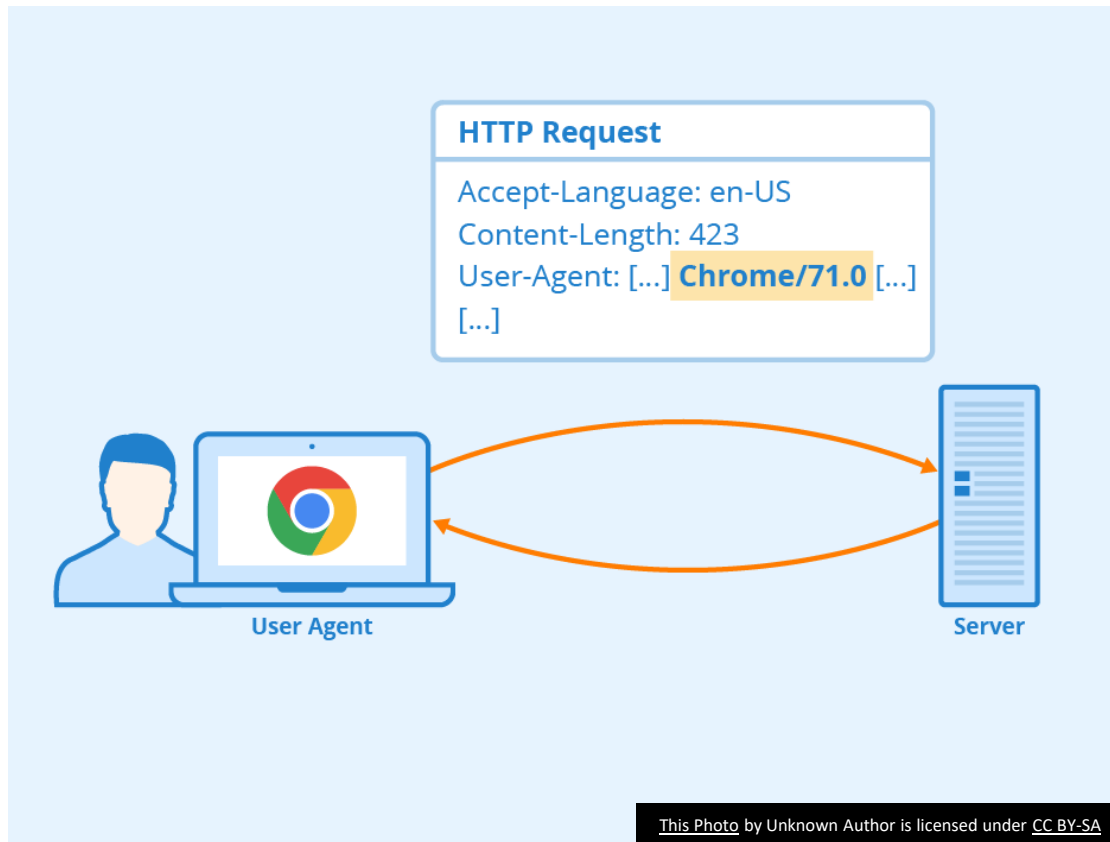 HTTP Request
Accept-Language: en-US
Content-Length: 423
User-Agent: [...] Chrome/71.0 [...]
[...]
User Agent
Server
This Photo by Unknown Author is licensed under CC BY-SA